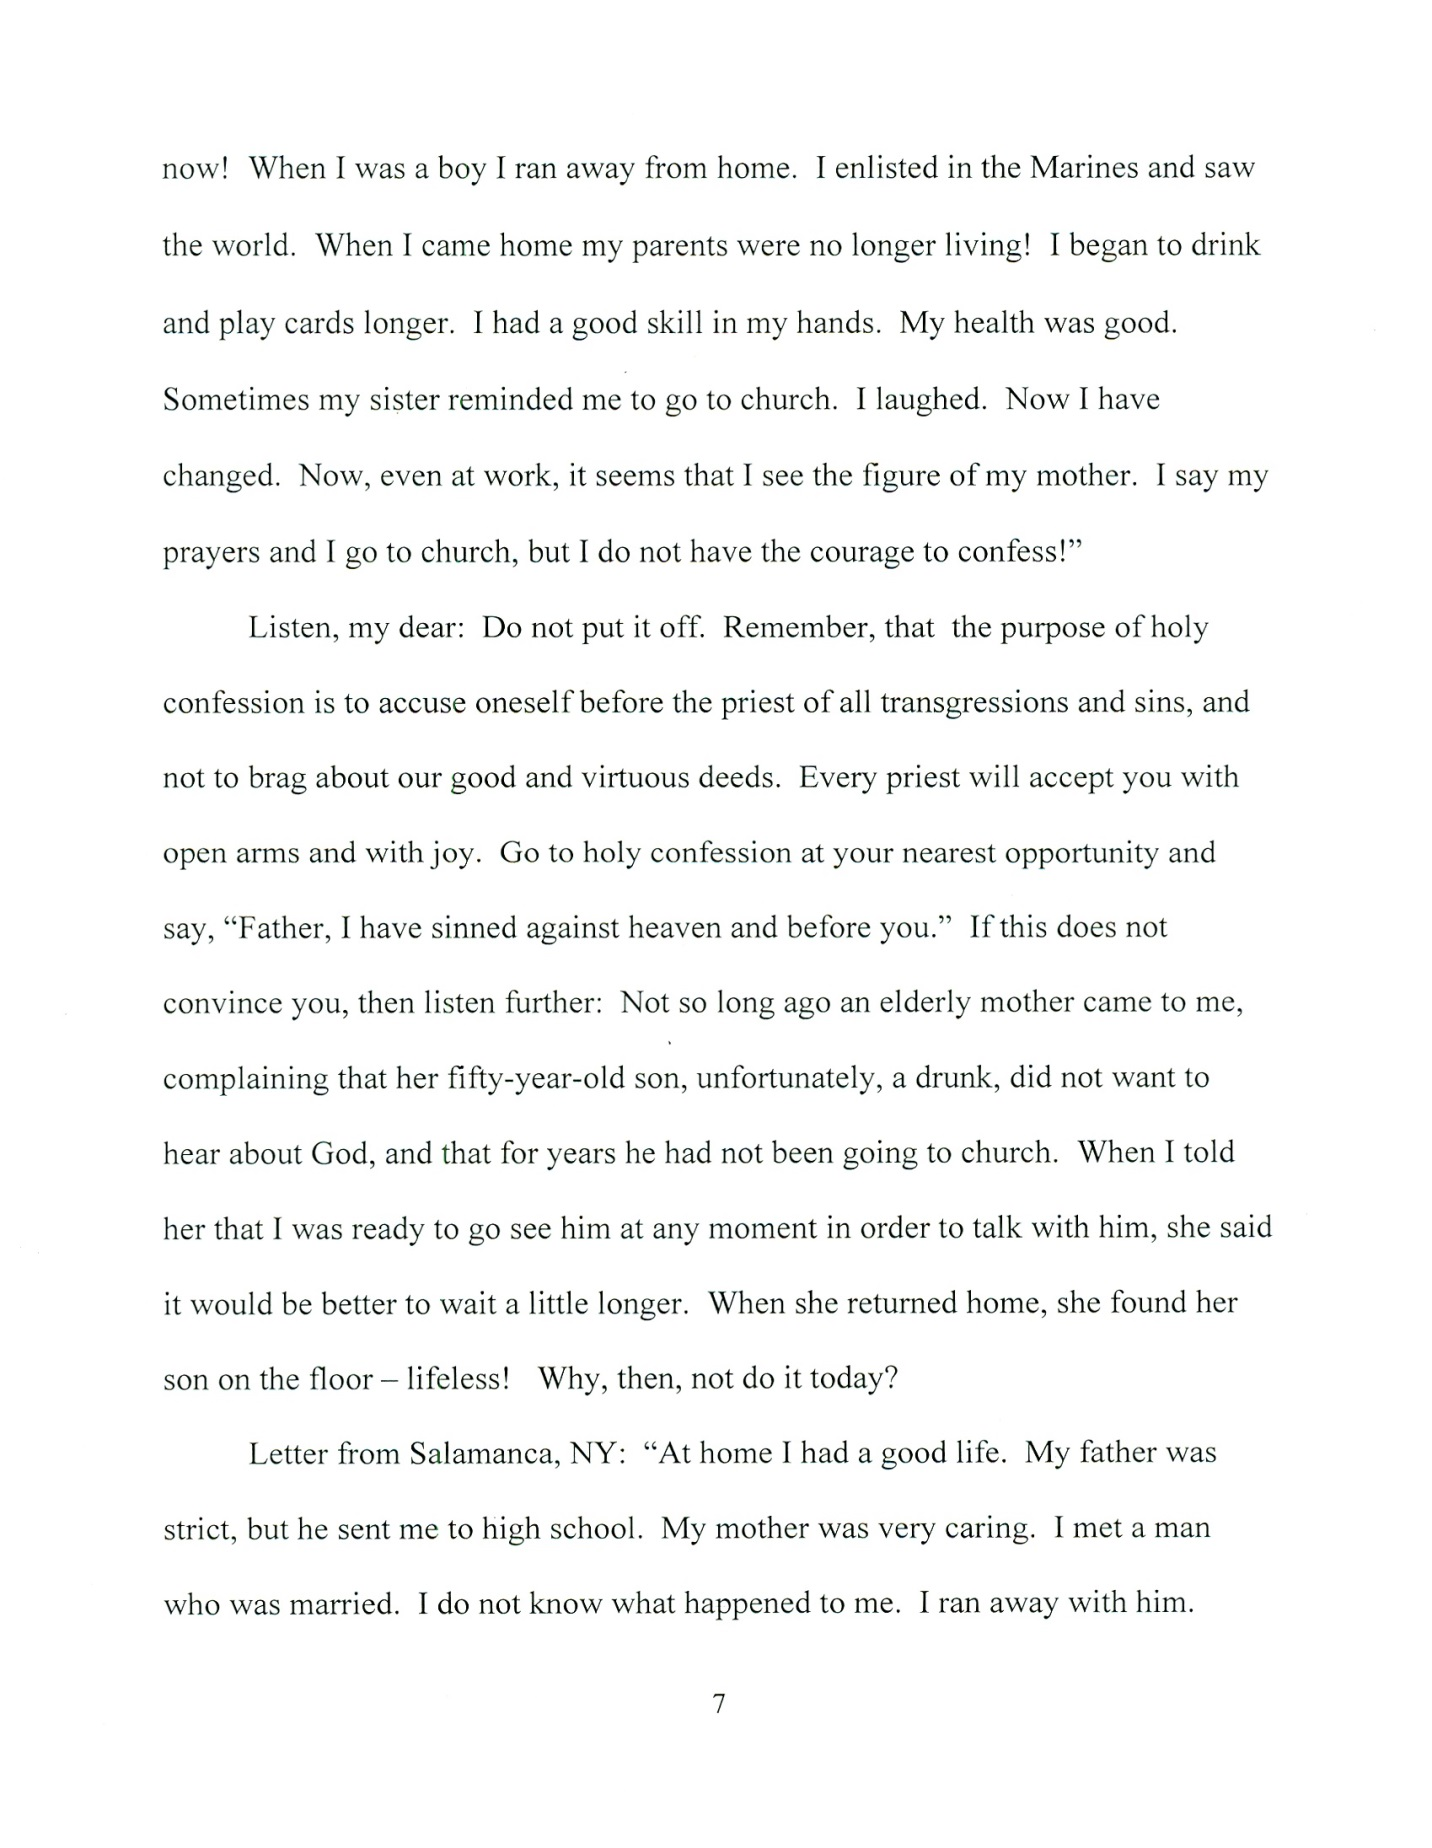 now!  When I was a boy I ran away from home.  I enlisted in the Marines and saw
the world.  When I came home my parents were no longer living!  I began to drink
and play cards longer.  I had a good skill in my hands.  My health was good.
Sometimes my sister reminded me to go to church.  I laughed.  Now I have
changed.  Now, even at work, it seems that I see the figure of my mother.  I say my
prayers and I go to church, but I do not have the courage to confess!”
Listen, my dear:  Do not put it off.  Remember, that  the purpose of holy
confession is to accuse oneself before the priest of all transgressions and sins, and
not to brag about our good and virtuous deeds.  Every priest will accept you with
open arms and with joy.  Go to holy confession at your nearest opportunity and
say, “Father, I have sinned against heaven and before you.”  If this does not
convince you, then listen further:  Not so long ago an elderly mother came to me,
complaining that her fifty-year-old son, unfortunately, a drunk, did not want to
hear about God, and that for years he had not been going to church.  When I told
her that I was ready to go see him at any moment in order to talk with him, she said
it would be better to wait a little longer.  When she returned home, she found her
son on the floor – lifeless!   Why, then, not do it today?
Letter from Salamanca, NY:  “At home I had a good life.  My father was
strict, but he sent me to high school.  My mother was very caring.  I met a man
who was married.  I do not know what happened to me.  I ran away with him.
7